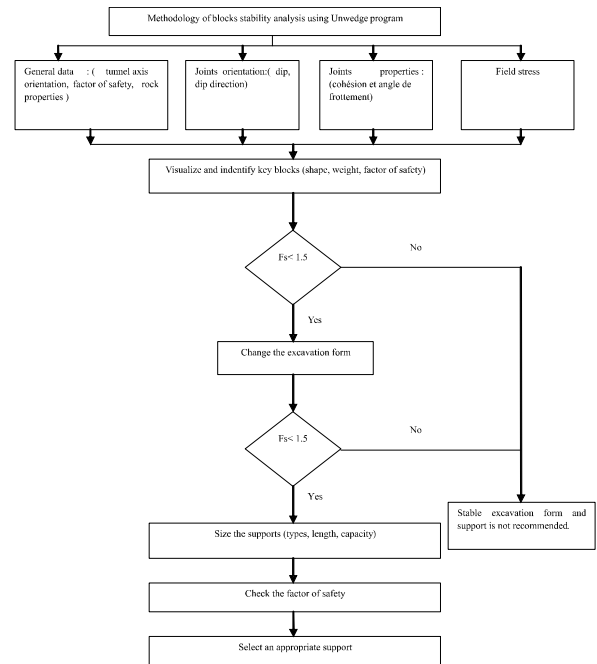 Methodology of blocks stability analysis using Unwedge program
General data : ( tunnel axis
orientation, factor of safety, rock
properties )
Joints orientation:( dip,
dip direction)
Joints properties :
(cohésion et angle de
frottement)
Field stress
Visualize and indentify key blocks (shape, weight, factor of safety)
Fs< 1.5
No
Yes
Change the excavation form
Fs< 1.5
No
Yes
Stable excavation form and
support is not recommended.
Size the supports (types, length, capacity)
Check the factor of safety
Select an appropriate support